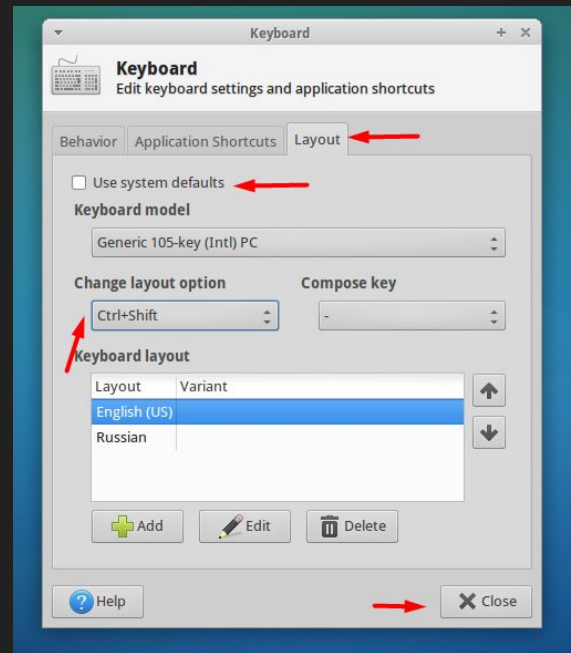 Keyboard
Keyboard
Edit keyboard settings and application shortcuts
Behavior Application Shortcuts Layout
Use system defaults
Keyboard model
Generic 105-key (Intl) PC
Change layout option Compose key
Ctrl+Shift -
Keyboard layout
Layout Variant
English (US)
Russian
Add Edit Delete
Help Close